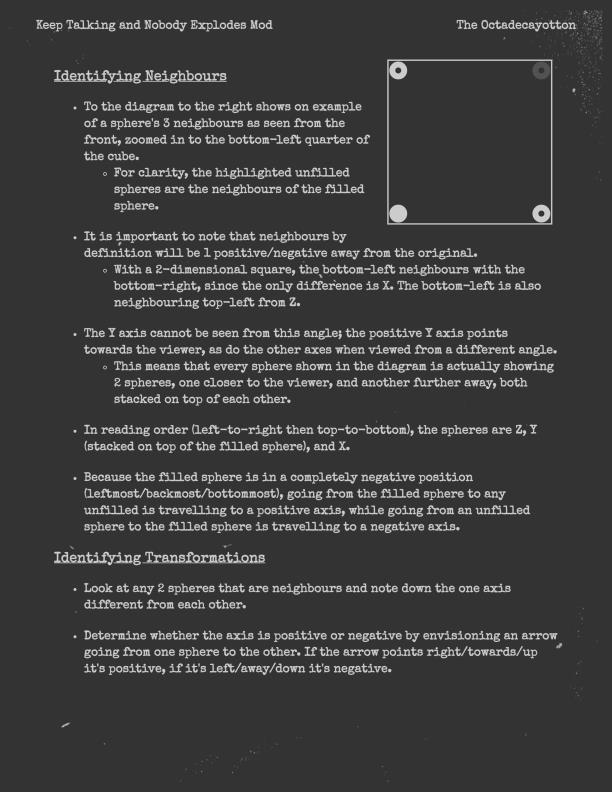 Keep Talking and Nobody Explodes Mod
The Octadecayotton
Identifying Neighbours
• To the diagram to the right shows on example
of a sphere's 3 neighbours as seen from the
front, zoomed in to the bottom-left quarter of
the cube.
○ For clarity, the highlighted unfilled
spheres are the neighbours of the filled
sphere.
• It is important to note that neighbours by
definition will be 1 positive/negative away from the original.
○ With a 2-dimensional square, the bottom-left neighbours with the
bottom-right, since the only difference is X. The bottom-left is also
neighbouring top-left from Z.
• The Y axis cannot be seen from this angle; the positive Y axis points
towards the viewer, as do the other axes when viewed from a different angle.
○ This means that every sphere shown in the diagram is actually showing
2 spheres, one closer to the viewer, and another further away, both
stacked on top of each other.
• In reading order (left-to-right then top-to-bottom), the spheres are Z, Y
(stacked on top of the filled sphere), and X.
• Because the filled sphere is in a completely negative position
(leftmost/backmost/bottommost), going from the filled sphere to any
unfilled is travelling to a positive axis, while going from an unfilled
sphere to the filled sphere is travelling to a negative axis.
Identifying Transformations
• Look at any 2 spheres that are neighbours and note down the one axis
different from each other.
• Determine whether the axis is positive or negative by envisioning an arrow
going from one sphere to the other. If the arrow points right/towards/up
it's positive, if it's left/away/down it's negative.